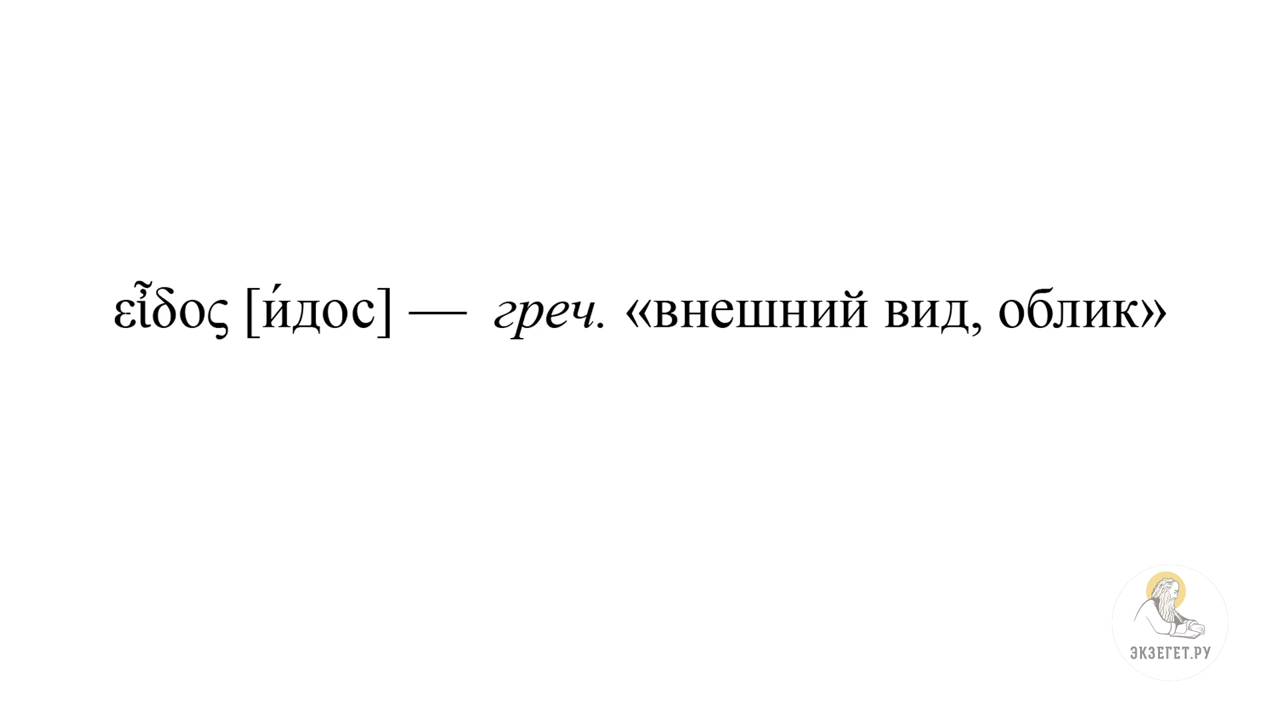 εἶδος [и́дос] — греч. «внешний вид, облик»
ЭКЗЕГЕТ.РУ